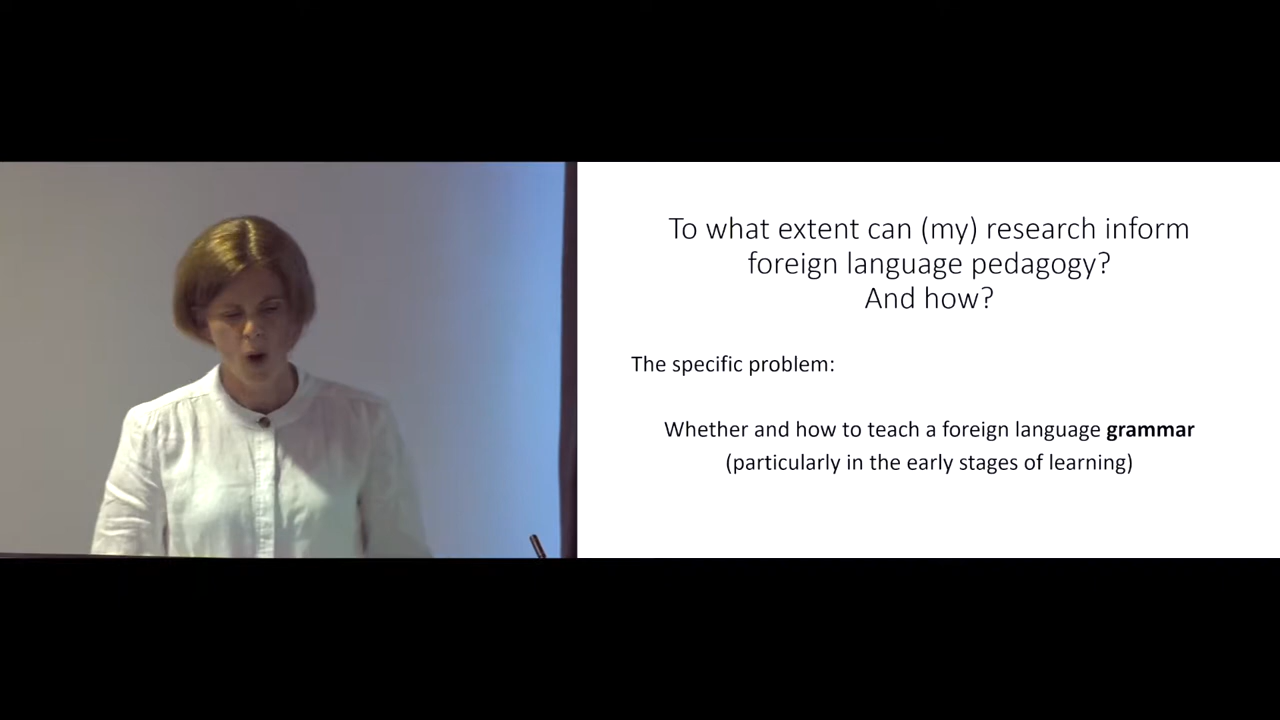 To what extent can (my) research inform
foreign language pedagogy?
And how?
The specific problem:
Whether and how to teach a foreign language grammar
(particularly in the early stages of learning)